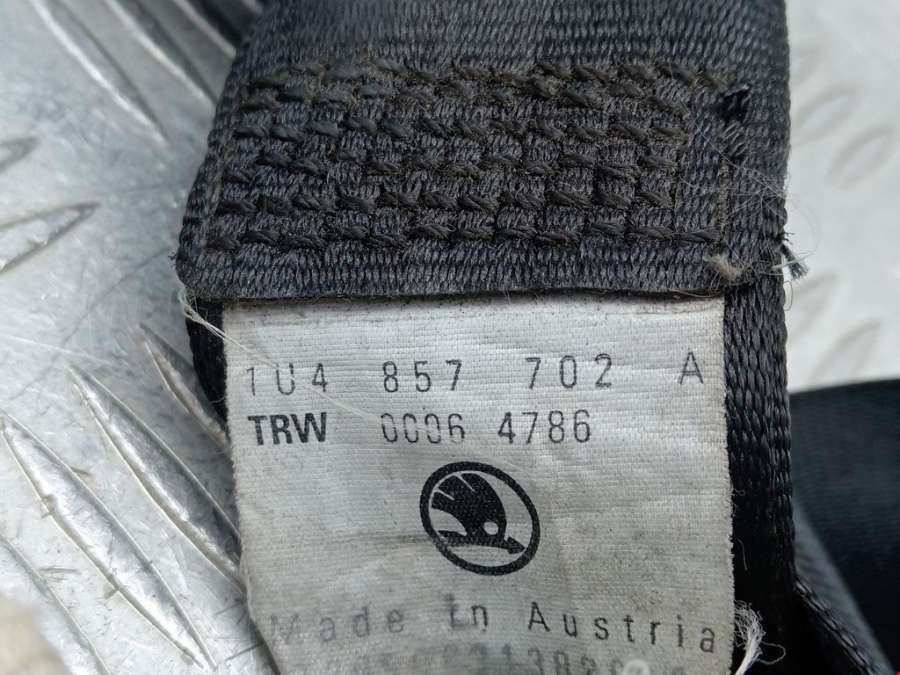 1U4 857 702 A
TRW 0006 4786
Made in Austria